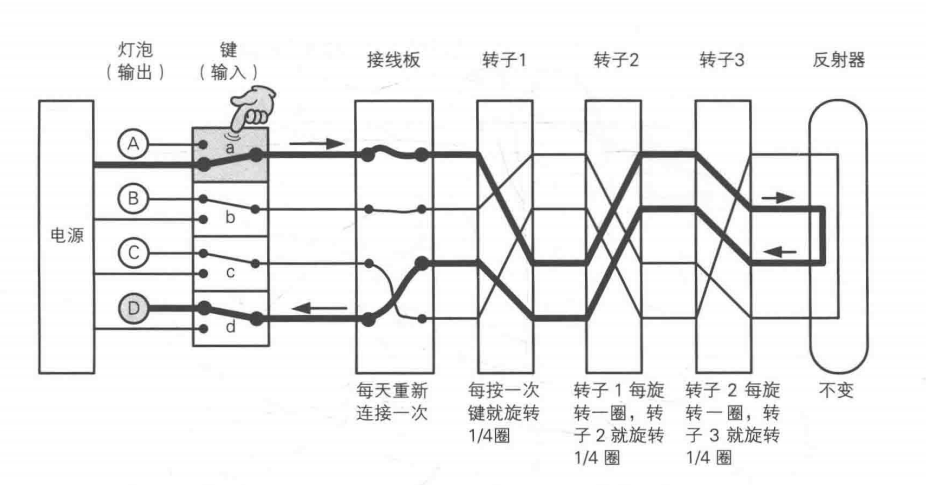 灯泡
（输出）
键
（输入）
接线板
转子1
转子2
转子3
反射器
A
a
B
b
电源
C
c
D
d
每天重新
连接一次
每按一次
键就旋转
1/4圈
转子 1 每旋
转一圈，转
子 2 就旋转
1/4 圈
转子 2 每旋
转一圈，转
子 3 就旋转
1/4 圈
不变